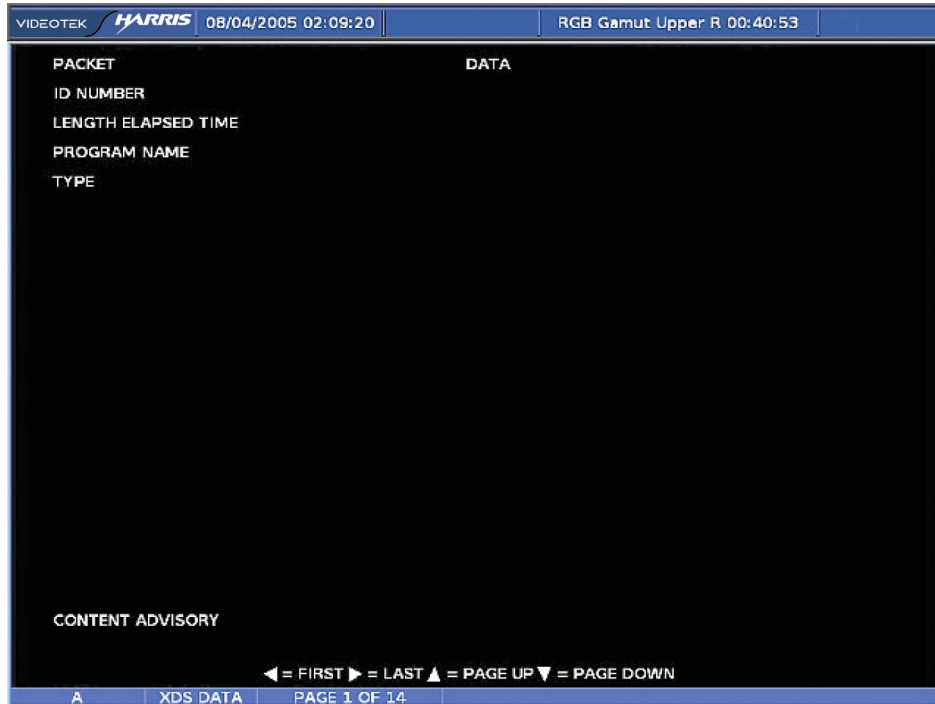 VIDEOTEK HARRIS 08/04/2005 02:09:20 RGB Gamut Upper R 00:40:53
PACKET DATA
ID NUMBER
LENGTH ELAPSED TIME
PROGRAM NAME
TYPE
CONTENT ADVISORY
◀ = FIRST ▶ = LAST ▲ = PAGE UP ▼ = PAGE DOWN
A XDS DATA PAGE 1 OF 14